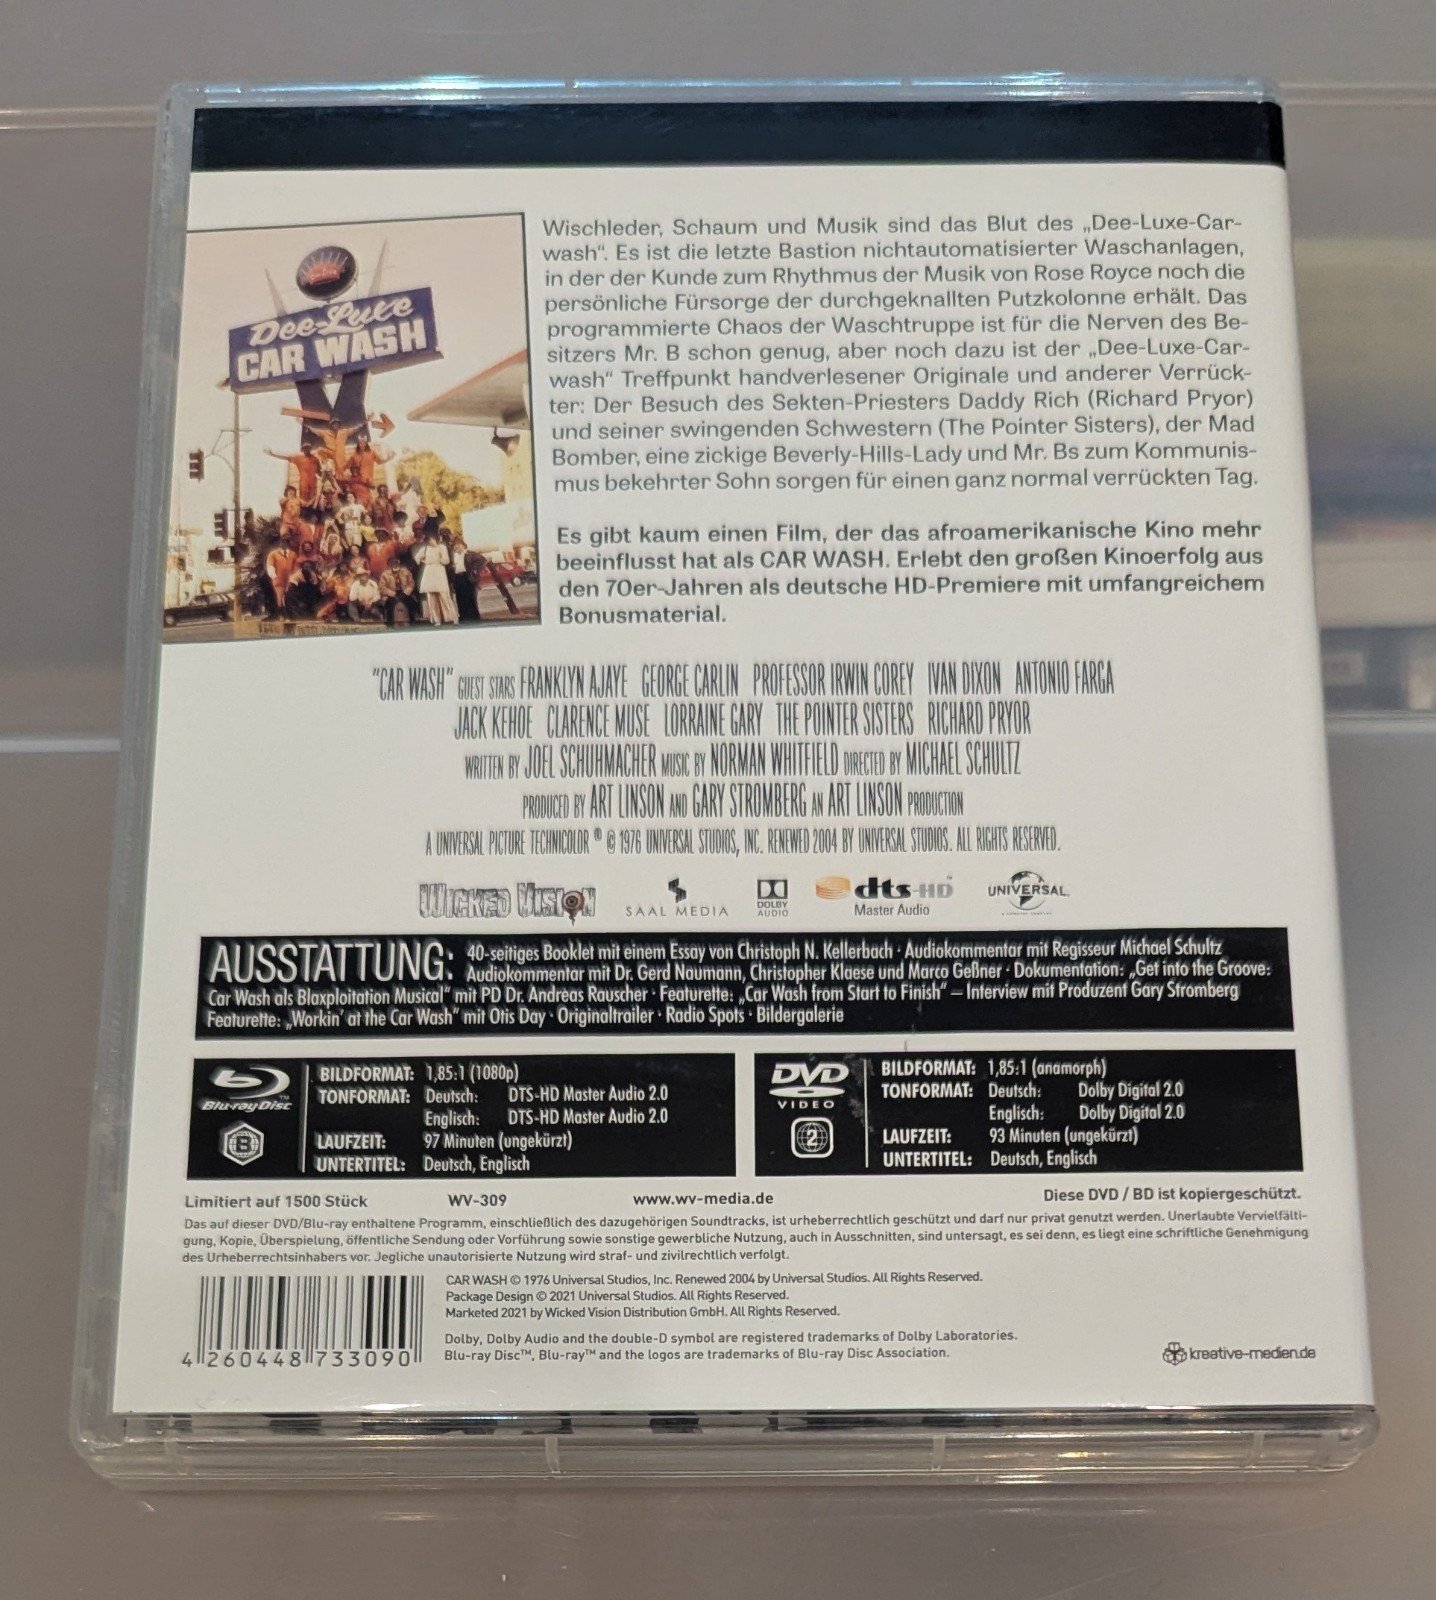 Dee-Luxe
CAR WASH
Wischleder, Schaum und Musik sind das Blut des „Dee-Luxe-Car-
wash“. Es ist die letzte Bastion nichtautomatisierter Waschanlagen,
in der der Kunde zum Rhythmus der Musik von Rose Royce noch die
persönliche Fürsorge der durchgeknallten Putzkolonne erhält. Das
programmierte Chaos der Waschtruppe ist für die Nerven des Be-
sitzers Mr. B schon genug, aber noch dazu ist der „Dee-Luxe-Car-
wash“ Treffpunkt handverlesener Originale und anderer Verrück-
ter: Der Besuch des Sekten-Priesters Daddy Rich (Richard Pryor)
und seiner swingenden Schwestern (The Pointer Sisters), der Mad
Bomber, eine zickige Beverly-Hills-Lady und Mr. Bs zum Kommunis-
mus bekehrter Sohn sorgen für einen ganz normal verrückten Tag.
Es gibt kaum einen Film, der das afroamerikanische Kino mehr
beeinflusst hat als CAR WASH. Erlebt den großen Kinoerfolg aus
den 70er-Jahren als deutsche HD-Premiere mit umfangreichem
Bonusmaterial.
"CAR WASH" GUEST STARS FRANKLYN AJAYE GEORGE CARLIN PROFESSOR IRWIN COREY IVAN DIXON ANTONIO FARGA
JACK KEHOE CLARENCE MUSE LORRAINE GARY THE POINTER SISTERS RICHARD PRYOR
WRITTEN BY JOEL SCHUHMACHER MUSIC BY NORMAN WHITFIELD DIRECTED BY MICHAEL SCHULTZ
PRODUCED BY ART LINSON AND GARY STROMBERG AN ART LINSON PRODUCTION
A UNIVERSAL PICTURE TECHNICOLOR ® © 1976 UNIVERSAL STUDIOS, INC. RENEWED 2004 BY UNIVERSAL STUDIOS. ALL RIGHTS RESERVED.
WICKED VISION
SAAL MEDIA
DOLBY
AUDIO
dts-HD
Master Audio
UNIVERSAL
AUSSTATTUNG: 40-seitiges Booklet mit einem Essay von Christoph N. Kellerbach · Audiokommentar mit Regisseur Michael Schultz
Audiokommentar mit Dr. Gerd Naumann, Christopher Klaese und Marco Geßner · Dokumentation: „Get into the Groove:
Car Wash als Blaxploitation Musical“ mit PD Dr. Andreas Rauscher · Featurette: „Car Wash from Start to Finish“ – Interview mit Produzent Gary Stromberg
Featurette: „Workin’ at the Car Wash“ mit Otis Day · Originaltrailer · Radio Spots · Bildergalerie
Blu-ray Disc™
B
BILDFORMAT: 1,85:1 (1080p)
TONFORMAT: Deutsch: DTS-HD Master Audio 2.0
Englisch: DTS-HD Master Audio 2.0
LAUFZEIT: 97 Minuten (ungekürzt)
UNTERTITEL: Deutsch, Englisch
DVD
VIDEO
2
BILDFORMAT: 1,85:1 (anamorph)
TONFORMAT: Deutsch: Dolby Digital 2.0
Englisch: Dolby Digital 2.0
LAUFZEIT: 93 Minuten (ungekürzt)
UNTERTITEL: Deutsch, Englisch
Limitiert auf 1500 Stück WV-309 www.wv-media.de Diese DVD / BD ist kopiergeschützt.
Das auf dieser DVD/Blu-ray enthaltene Programm, einschließlich des dazugehörigen Soundtracks, ist urheberrechtlich geschützt und darf nur privat genutzt werden. Unerlaubte Vervielfälti-
gung, Kopie, Überspielung, öffentliche Sendung oder Vorführung sowie sonstige gewerbliche Nutzung, auch in Ausschnitten, sind untersagt, es sei denn, es liegt eine schriftliche Genehmigung
des Urheberrechtsinhabers vor. Jegliche unautorisierte Nutzung wird straf- und zivilrechtlich verfolgt.
CAR WASH © 1976 Universal Studios, Inc. Renewed 2004 by Universal Studios. All Rights Reserved.
Package Design © 2021 Universal Studios. All Rights Reserved.
Marketed 2021 by Wicked Vision Distribution GmbH. All Rights Reserved.
Dolby, Dolby Audio and the double-D symbol are registered trademarks of Dolby Laboratories.
Blu-ray Disc™, Blu-ray™ and the logos are trademarks of Blu-ray Disc Association.
4 260448 733090
kreative-medien.de